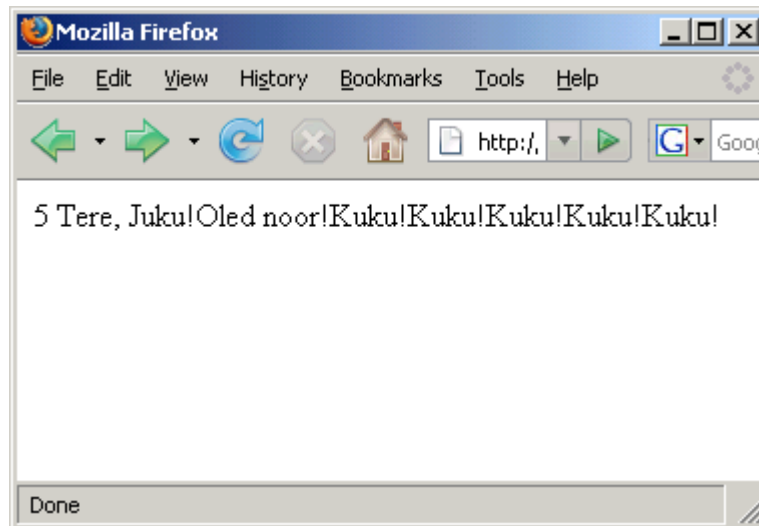 Mozilla Firefox
File Edit View History Bookmarks Tools Help
http:/, G Goog
5 Tere, Juku!Oled noor!Kuku!Kuku!Kuku!Kuku!Kuku!
Done